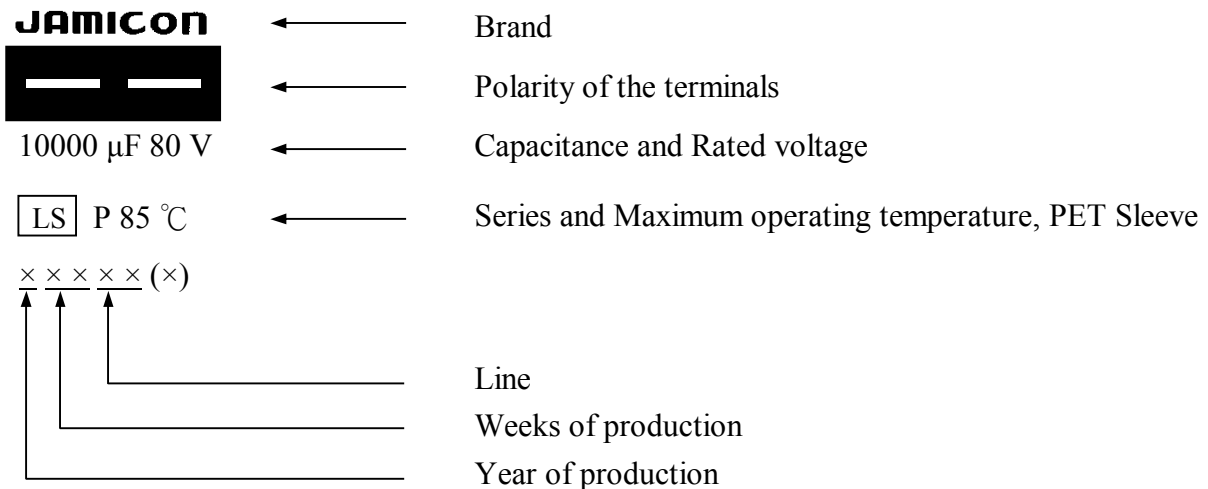 JAMICON Brand
Polarity of the terminals
10000 μF 80 V Capacitance and Rated voltage
LS P 85 ℃ Series and Maximum operating temperature, PET Sleeve
× × × × × (×)
Line
Weeks of production
Year of production